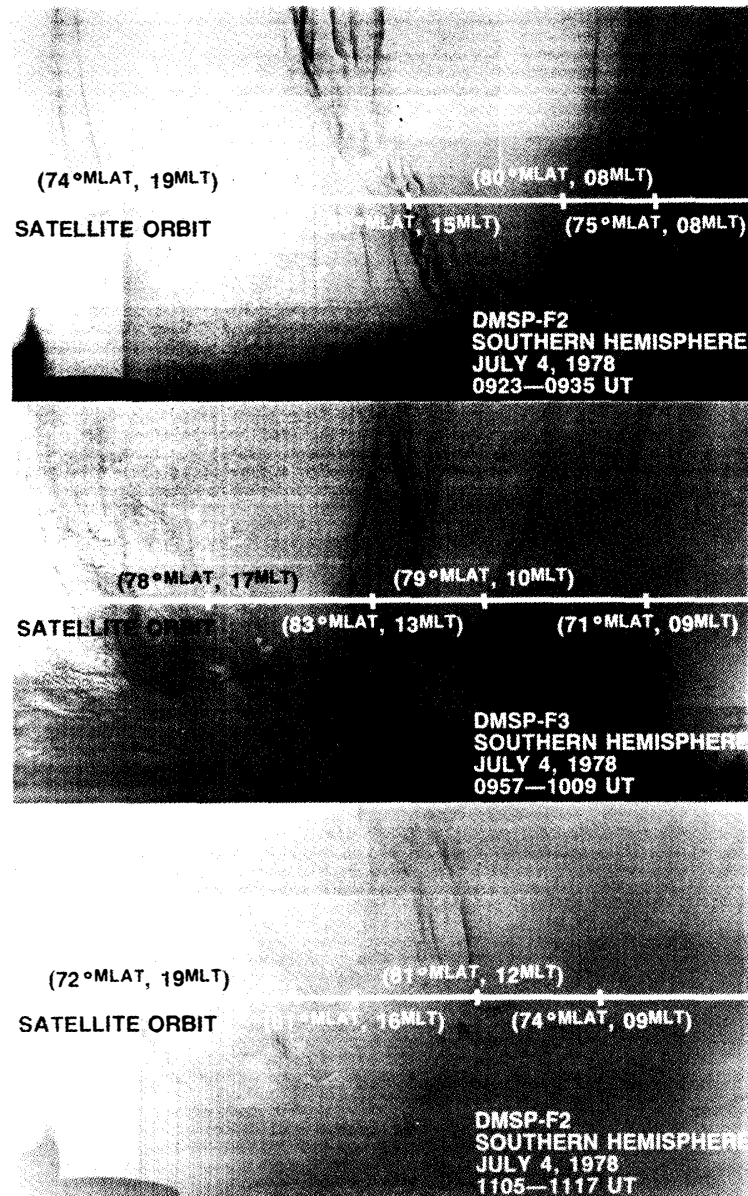 (74°MLAT, 19MLT)
(80°MLAT, 08MLT)
SATELLITE ORBIT
MLAT, 15MLT)
(75°MLAT, 08MLT)
DMSP-F2
SOUTHERN HEMISPHERE
JULY 4, 1978
0923—0935 UT
(78°MLAT, 17MLT)
(79°MLAT, 10MLT)
SATELLITE ORBIT
(83°MLAT, 13MLT)
(71°MLAT, 09MLT)
DMSP-F3
SOUTHERN HEMISPHERE
JULY 4, 1978
0957—1009 UT
(72°MLAT, 19MLT)
(81°MLAT, 12MLT)
SATELLITE ORBIT
MLAT, 16MLT)
(74°MLAT, 09MLT)
DMSP-F2
SOUTHERN HEMISPHERE
JULY 4, 1978
1105—1117 UT